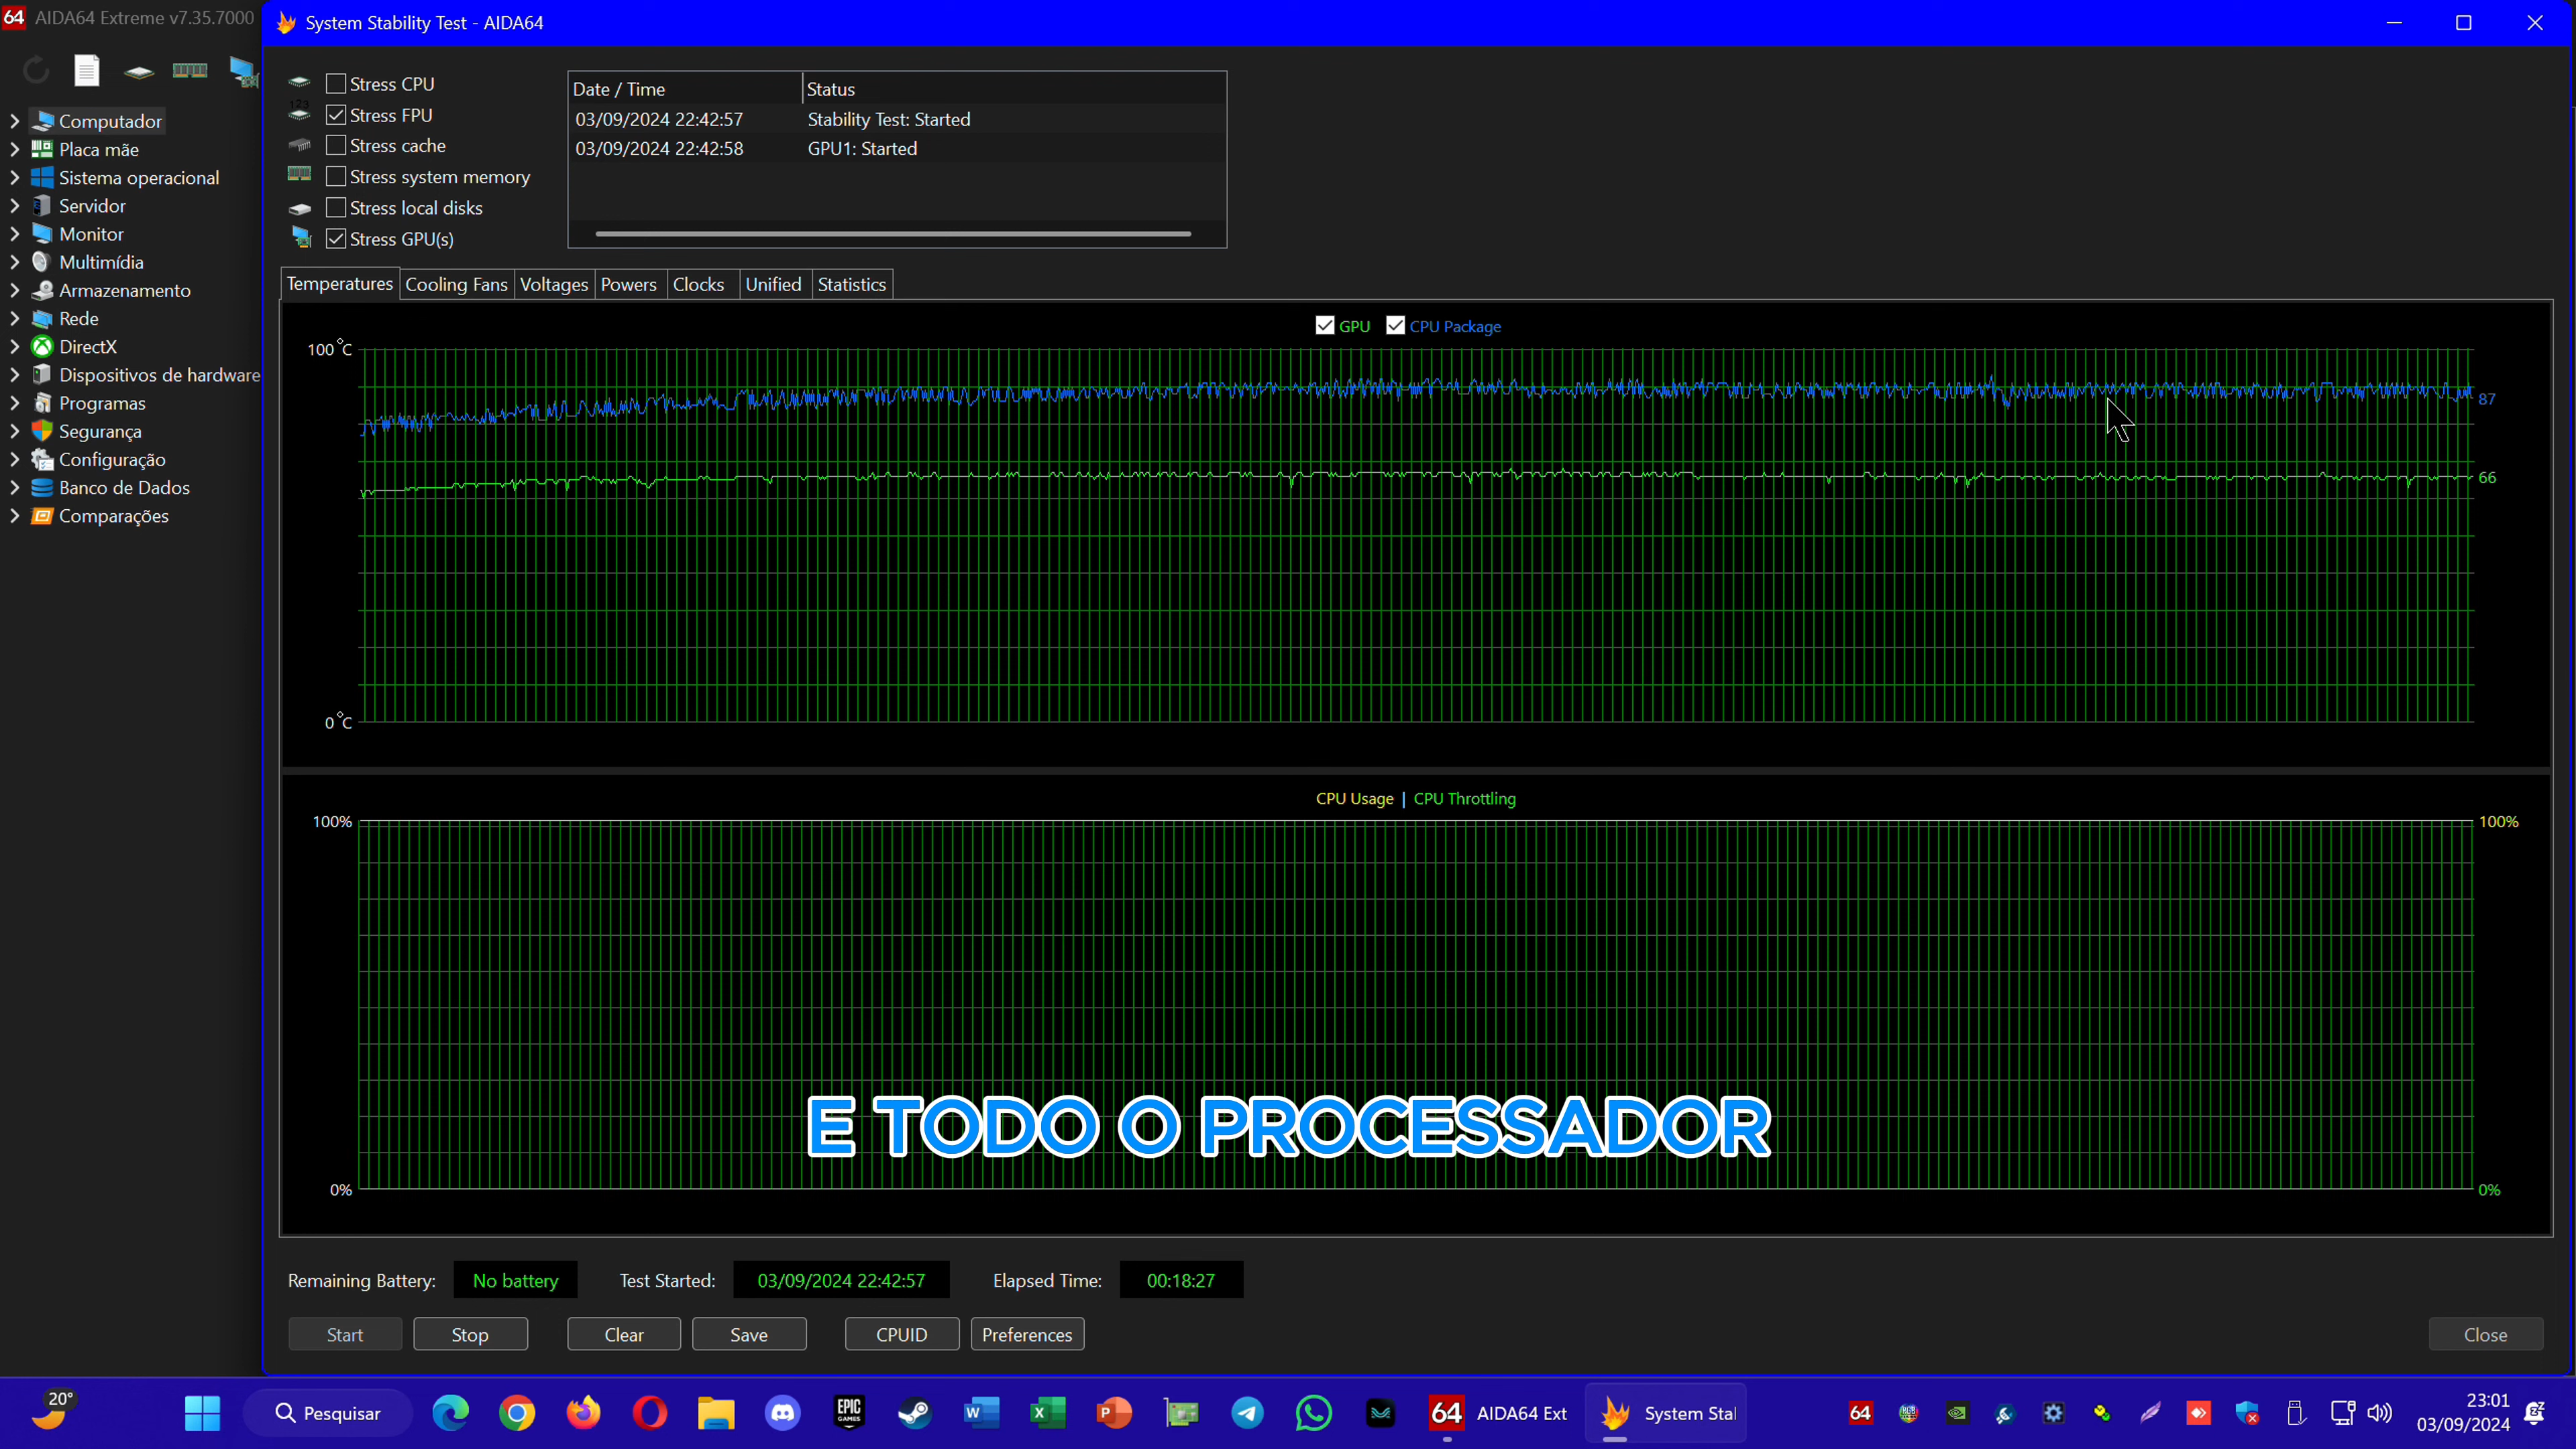 64 AIDA64 Extreme v7.35.7000
System Stability Test - AIDA64
Computador
Placa mãe
Sistema operacional
Servidor
Monitor
Multimídia
Armazenamento
Rede
DirectX
Dispositivos de hardware
Programas
Segurança
Configuração
Banco de Dados
Comparações
Stress CPU
123
Stress FPU
Stress cache
Stress system memory
Stress local disks
Stress GPU(s)
Date / Time Status
03/09/2024 22:42:57 Stability Test: Started
03/09/2024 22:42:58 GPU1: Started
Temperatures Cooling Fans Voltages Powers Clocks Unified Statistics
GPU CPU Package
100°C
87
66
0°C
CPU Usage | CPU Throttling
100% 100%
E TODO O PROCESSADOR
0% 0%
Remaining Battery: No battery Test Started: 03/09/2024 22:42:57 Elapsed Time: 00:18:27
Start Stop Clear Save CPUID Preferences Close
20° Pesquisar EPIC GAMES W X P 64 AIDA64 Ext System Stal 64 23:01
03/09/2024